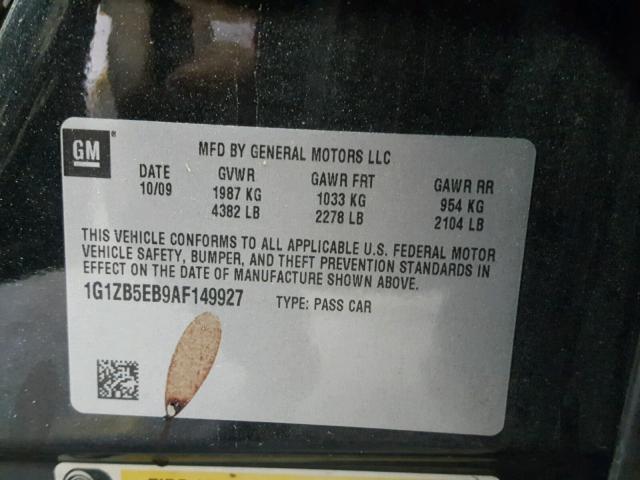 GM
MFD BY GENERAL MOTORS LLC
DATE GVWR GAWR FRT GAWR RR
10/09 1987 KG 1033 KG 954 KG
4382 LB 2278 LB 2104 LB
THIS VEHICLE CONFORMS TO ALL APPLICABLE U.S. FEDERAL MOTOR
VEHICLE SAFETY, BUMPER, AND THEFT PREVENTION STANDARDS IN
EFFECT ON THE DATE OF MANUFACTURE SHOWN ABOVE.
1G1ZB5EB9AF149927 TYPE: PASS CAR